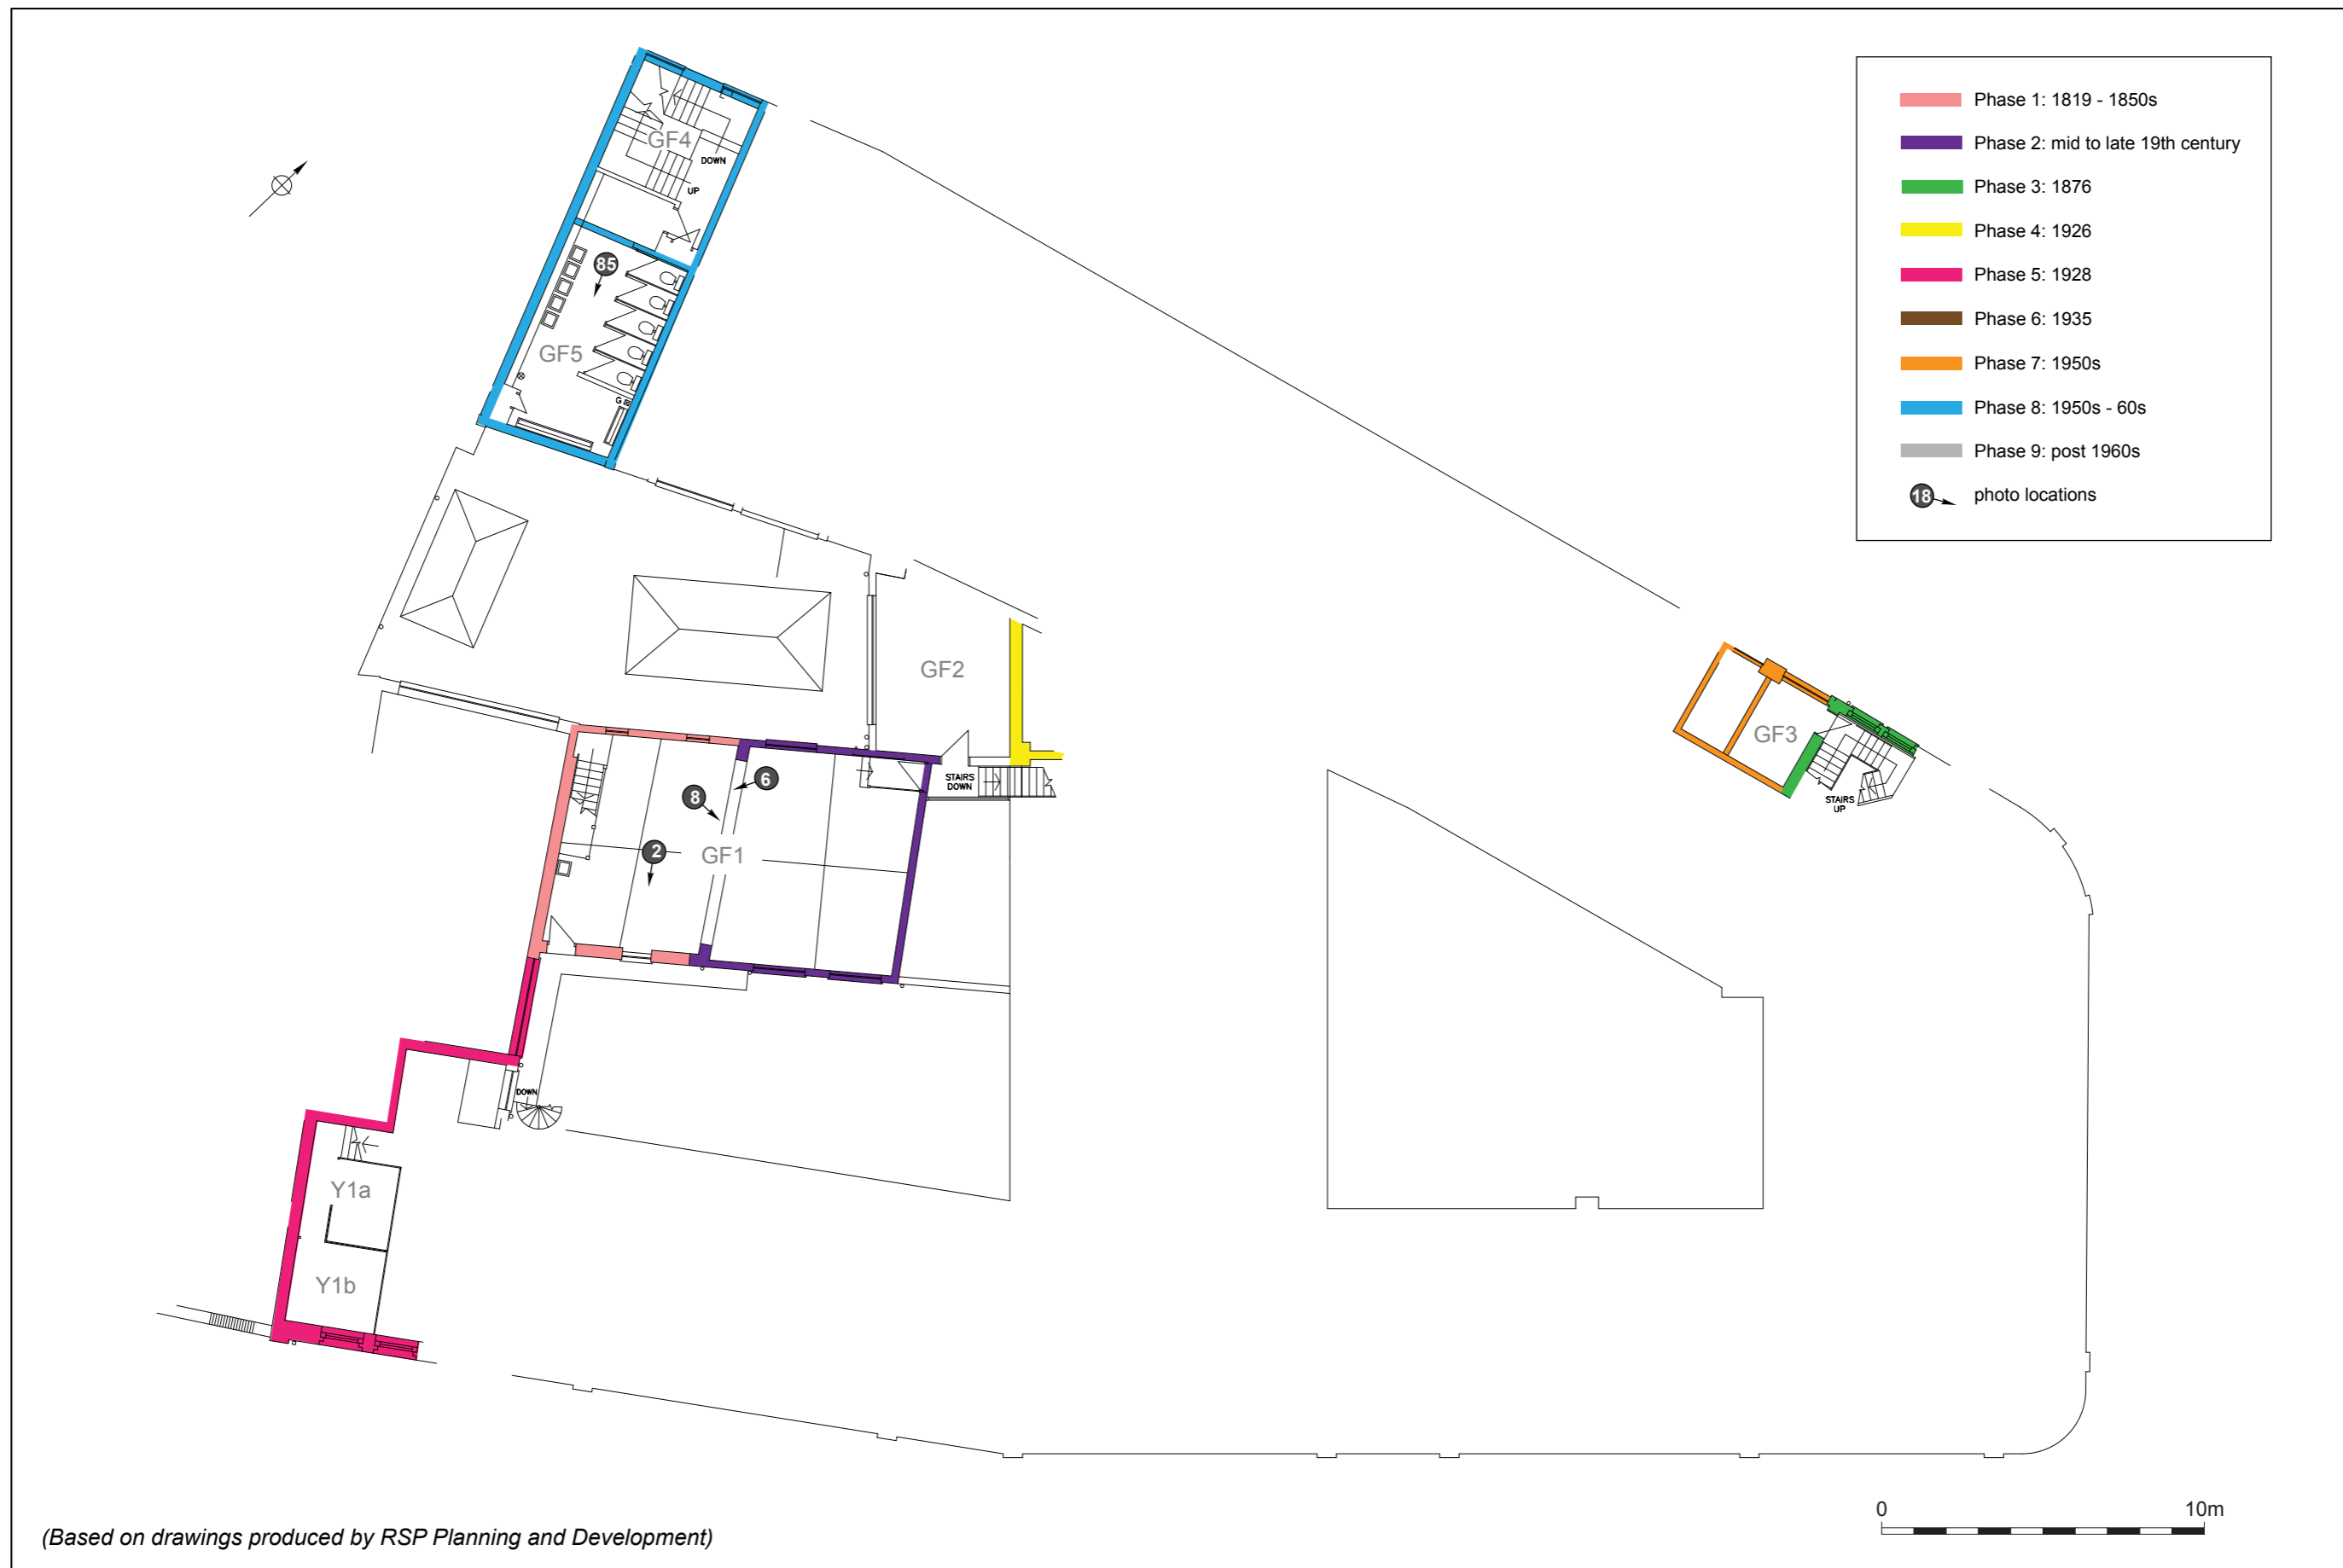 Phase 1: 1819 - 1850s
Phase 2: mid to late 19th century
Phase 3: 1876
Phase 4: 1926
Phase 5: 1928
Phase 6: 1935
Phase 7: 1950s
Phase 8: 1950s - 60s
Phase 9: post 1960s
18 photo locations
GF4
DOWN
UP
85
GF5
G
GF2
GF3
STAIRS
UP
6
STAIRS
DOWN
8
2
GF1
DOWN
Y1a
Y1b
0 10m
(Based on drawings produced by RSP Planning and Development)